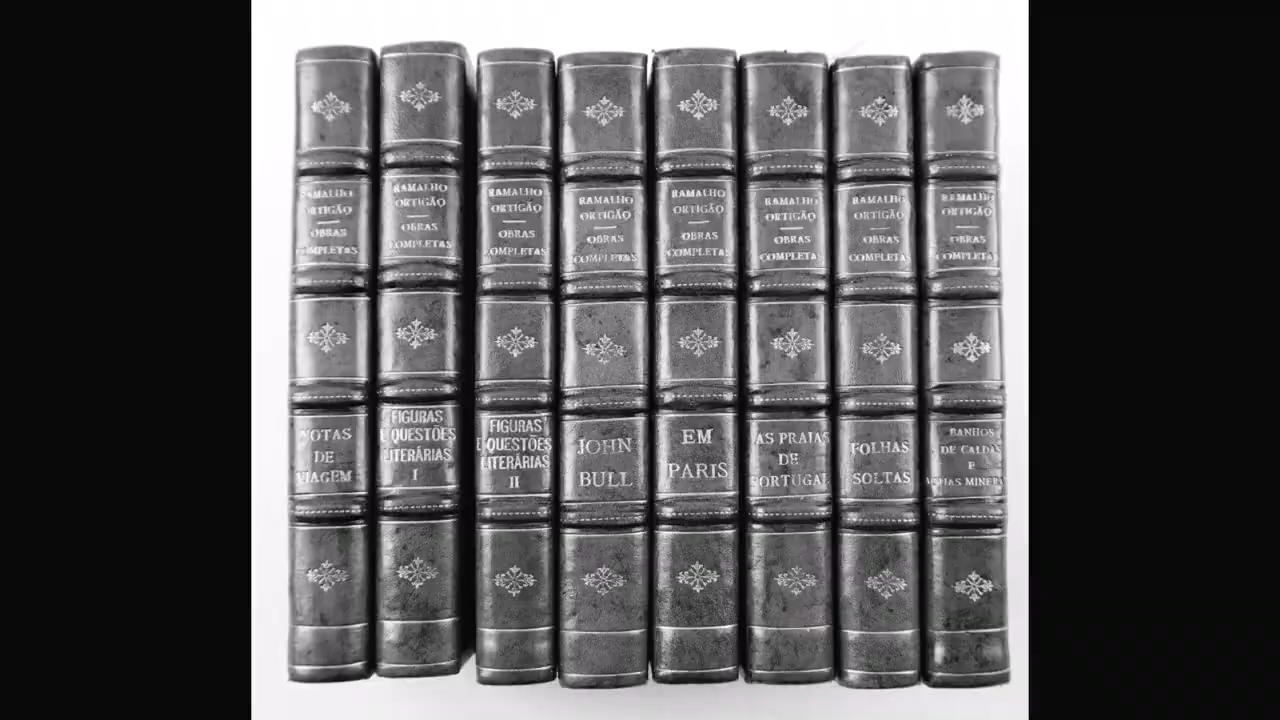 RAMALHO
ORTIGÃO
OBRAS
COMPLETAS
NOTAS
DE
VIAGEM
RAMALHO
ORTIGÃO
OBRAS
COMPLETAS
FIGURAS
E QUESTÕES
LITERÁRIAS
I
RAMALHO
ORTIGÃO
OBRAS
COMPLETAS
FIGURAS
E QUESTÕES
LITERÁRIAS
II
RAMALHO
ORTIGÃO
OBRAS
COMPLETAS
JOHN
BULL
RAMALHO
ORTIGÃO
OBRAS
COMPLETAS
EM
PARIS
RAMALHO
ORTIGÃO
OBRAS
COMPLETAS
AS PRAIAS
DE
PORTUGAL
RAMALHO
ORTIGÃO
OBRAS
COMPLETAS
FOLHAS
SOLTAS
RAMALHO
ORTIGÃO
OBRAS
COMPLETAS
BANHOS
DE CALDAS
E